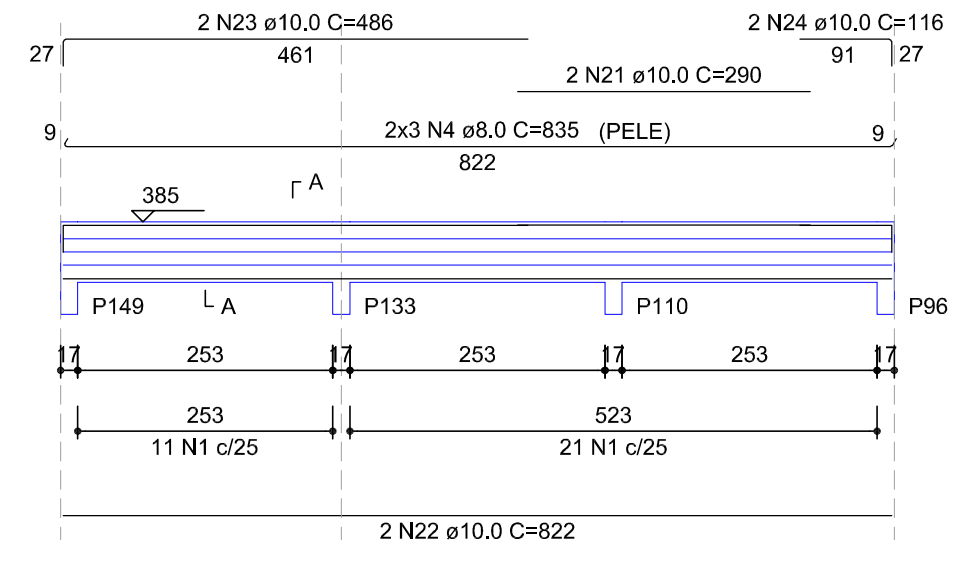 2 N23 ø10.0 C=486 2 N24 ø10.0 C=116
27 461 91 27
2 N21 ø10.0 C=290
9 2x3 N4 ø8.0 C=835 (PELE) 9
822
A
385
P149 A P133 P110 P96
17 253 17 253 17 253 17
253 523
11 N1 c/25 21 N1 c/25
2 N22 ø10.0 C=822